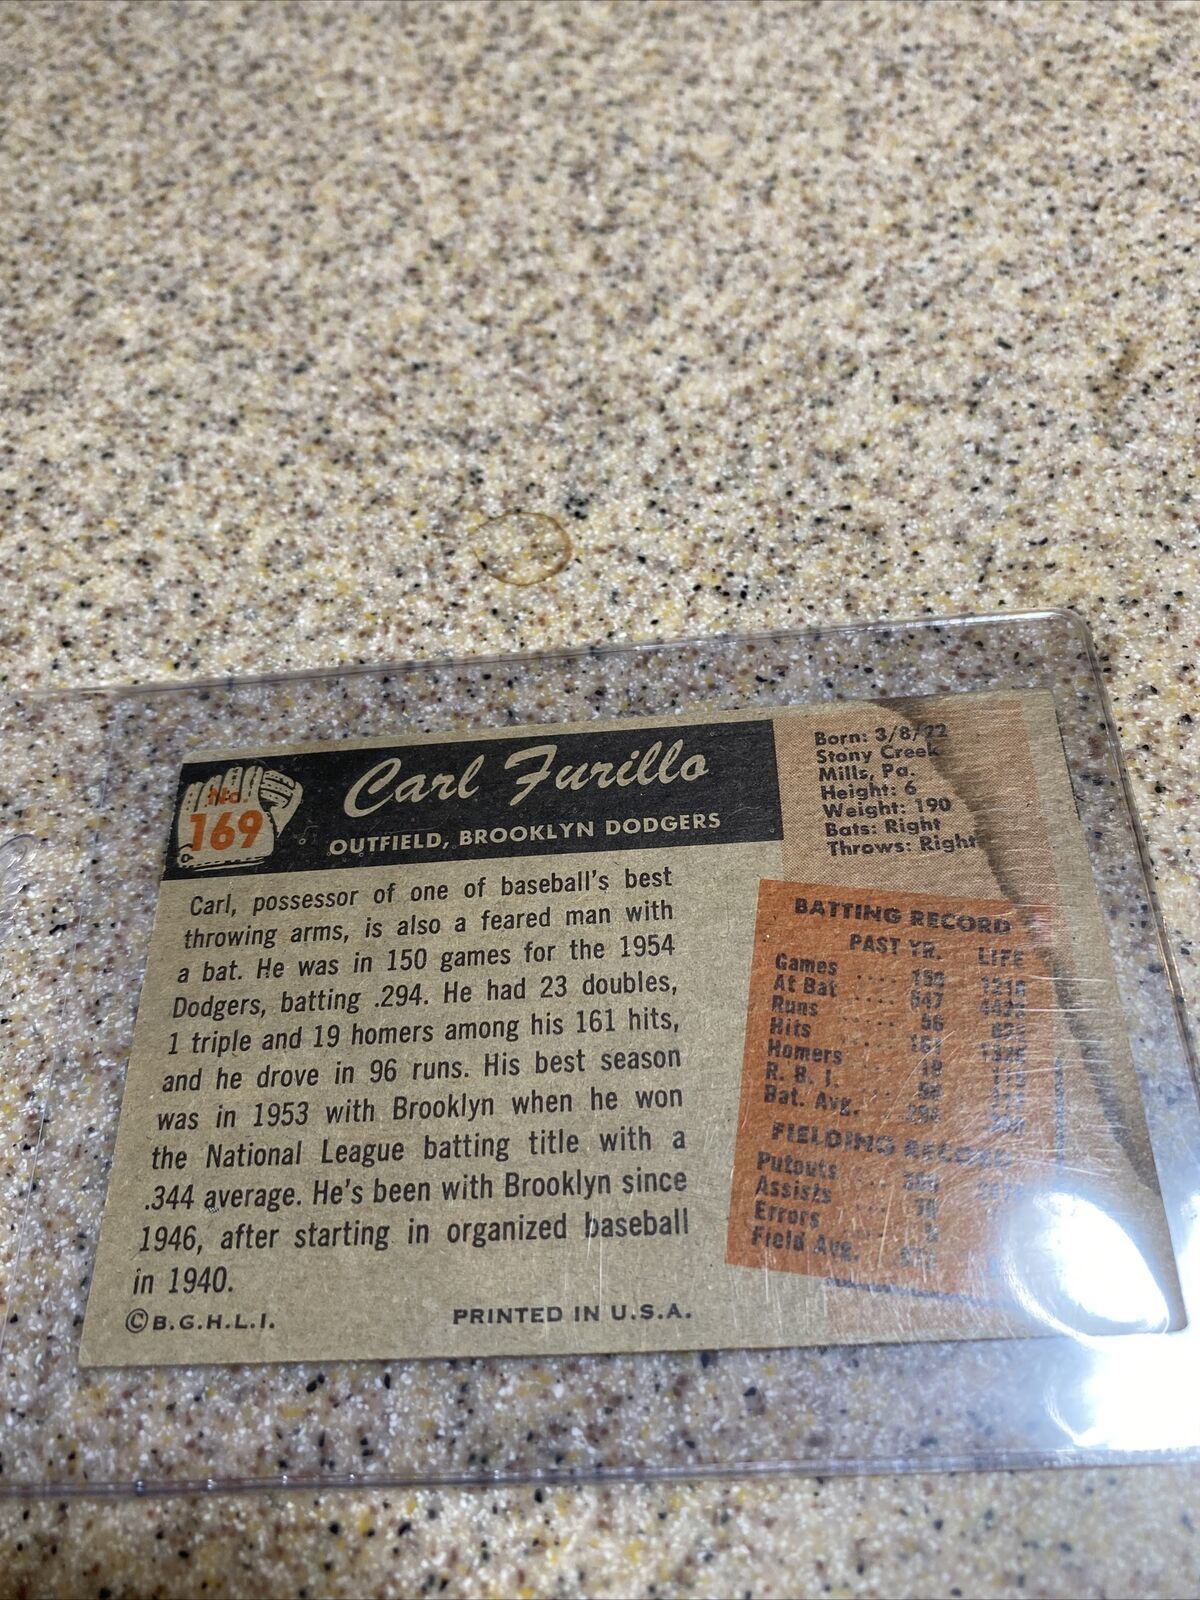 No.
169
Carl Furillo
OUTFIELD, BROOKLYN DODGERS
Carl, possessor of one of baseball's best
throwing arms, is also a feared man with
a bat. He was in 150 games for the 1954
Dodgers, batting .294. He had 23 doubles,
1 triple and 19 homers among his 161 hits,
and he drove in 96 runs. His best season
was in 1953 with Brooklyn when he won
the National League batting title with a
.344 average. He's been with Brooklyn since
1946, after starting in organized baseball
in 1940.
©B.G.H.L.I.
PRINTED IN U.S.A.
Born: 3/8/22
Stony Creek
Mills, Pa.
Height: 6
Weight: 190
Bats: Right
Throws: Right
BATTING RECORD
PAST YR. LIFE
Games .... 150
At Bat .... 547
Runs
Hits ..... 161
Homers ... 19
R. B. I.
Bat. Avg. . .294
FIELDING RECORD
Putouts
Assists
Errors
Field Avg.